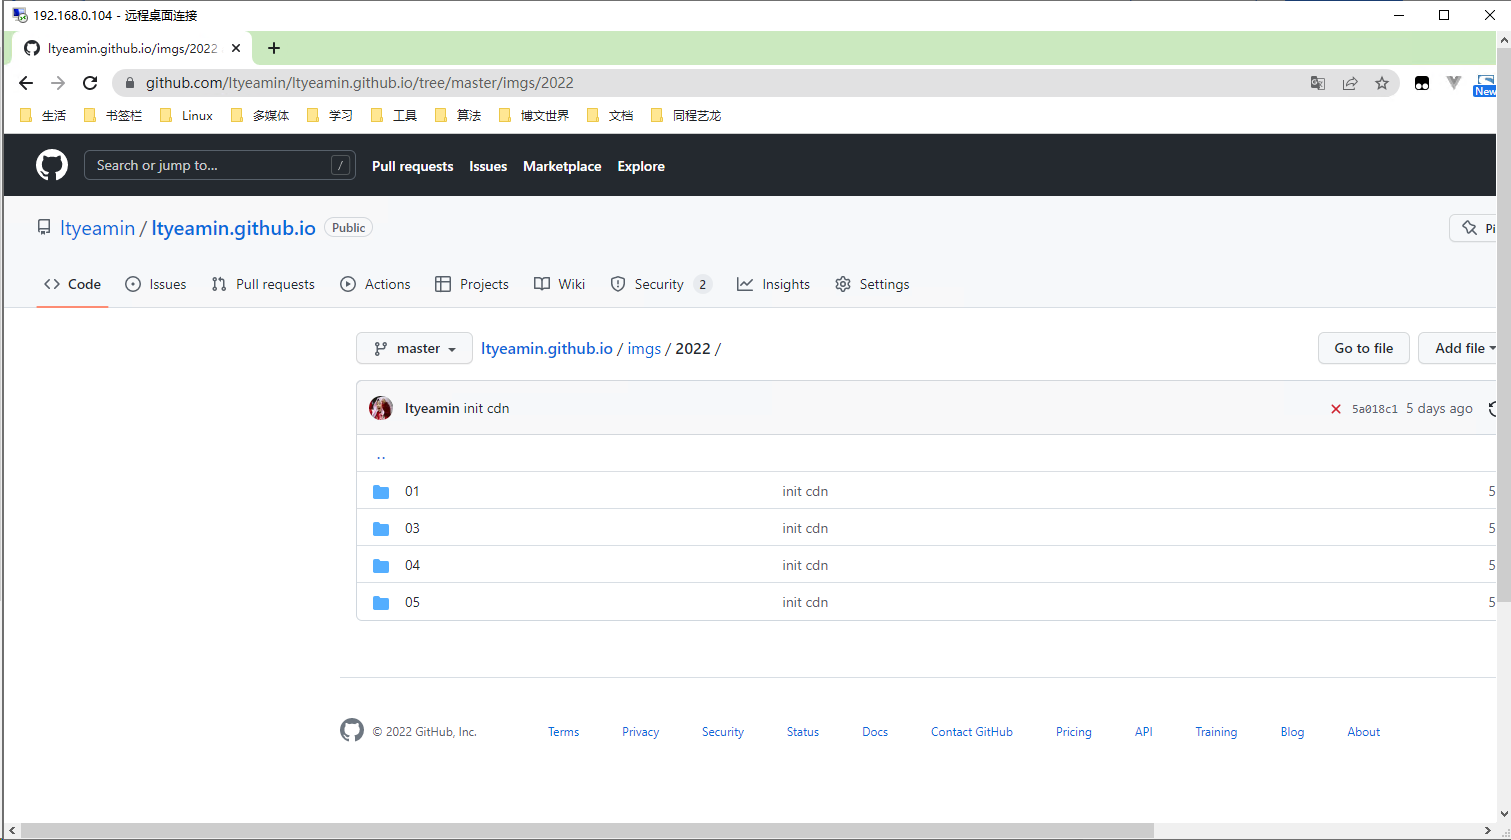 192.168.0.104 - 远程桌面连接
ltyeamin.github.io/imgs/2022
github.com/ltyeamin/ltyeamin.github.io/tree/master/imgs/2022
New
生活 书签栏 Linux 多媒体 学习 工具 算法 博文世界 文档 同程艺龙
Search or jump to... / Pull requests Issues Marketplace Explore
ltyeamin / ltyeamin.github.io Public Pi
Code Issues Pull requests Actions Projects Wiki Security 2 Insights Settings
master ltyeamin.github.io / imgs / 2022 / Go to file Add file
ltyeamin init cdn 5a018c1 5 days ago
..
01 init cdn 5
03 init cdn 5
04 init cdn 5
05 init cdn 5
© 2022 GitHub, Inc. Terms Privacy Security Status Docs Contact GitHub Pricing API Training Blog About